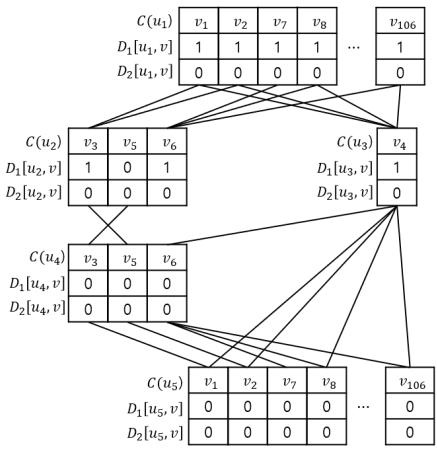 C(u₁) v₁ v₂ v₇ v₈ ... v₁₀₆
D₁[u₁, v] 1 1 1 1 1
D₂[u₁, v] 0 0 0 0 0
C(u₂) v₃ v₅ v₆ C(u₃) v₄
D₁[u₂, v] 1 0 1 D₁[u₃, v] 1
D₂[u₂, v] 0 0 0 D₂[u₃, v] 0
C(u₄) v₃ v₅ v₆
D₁[u₄, v] 0 0 0
D₂[u₄, v] 0 0 0
C(u₅) v₁ v₂ v₇ v₈ ... v₁₀₆
D₁[u₅, v] 0 0 0 0 0
D₂[u₅, v] 0 0 0 0 0